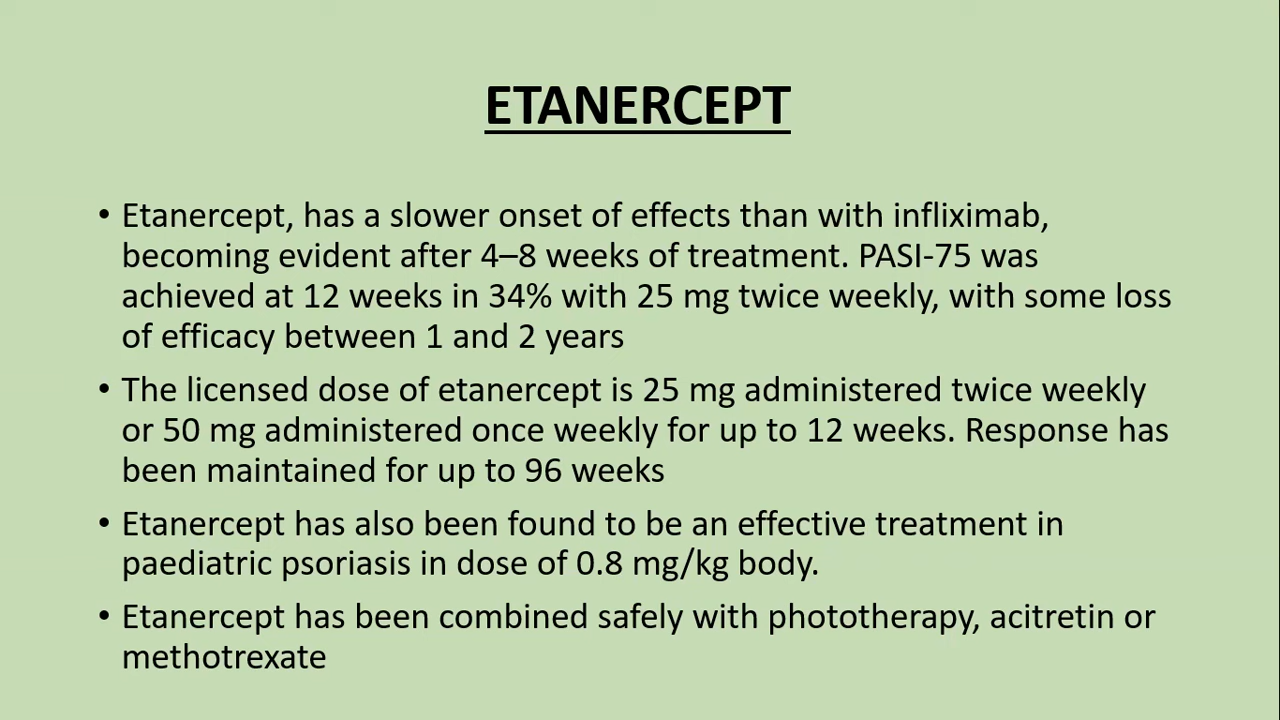 ETANERCEPT
• Etanercept, has a slower onset of effects than with infliximab,
becoming evident after 4–8 weeks of treatment. PASI-75 was
achieved at 12 weeks in 34% with 25 mg twice weekly, with some loss
of efficacy between 1 and 2 years
• The licensed dose of etanercept is 25 mg administered twice weekly
or 50 mg administered once weekly for up to 12 weeks. Response has
been maintained for up to 96 weeks
• Etanercept has also been found to be an effective treatment in
paediatric psoriasis in dose of 0.8 mg/kg body.
• Etanercept has been combined safely with phototherapy, acitretin or
methotrexate